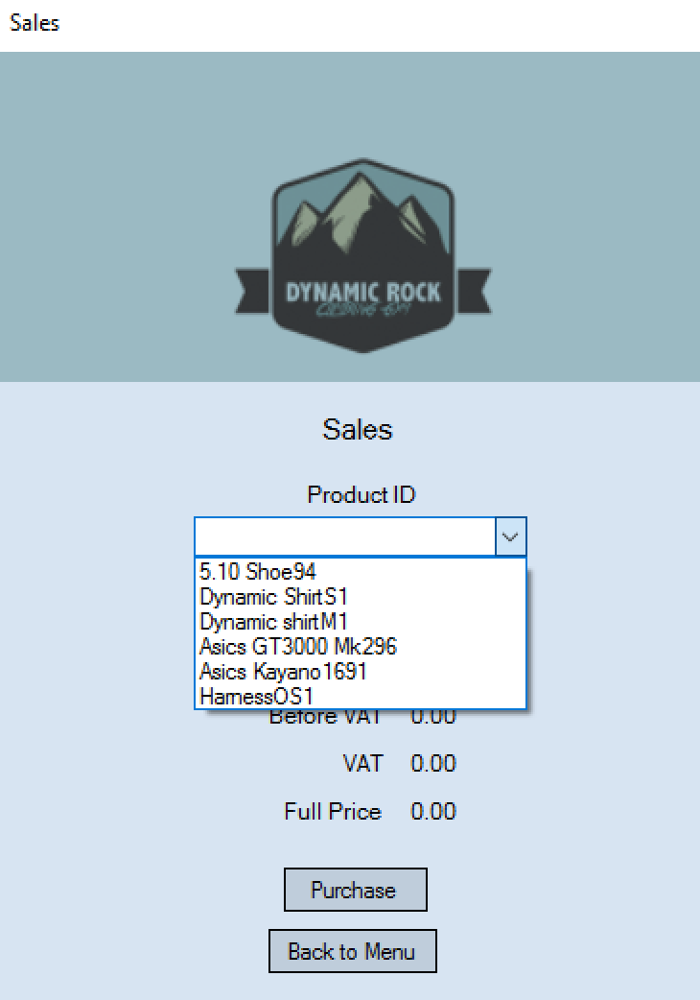 Sales
DYNAMIC ROCK
CLIMBING GYM
Sales
Product ID
5.10 Shoe94
Dynamic ShirtS1
Dynamic shirtM1
Asics GT3000 Mk296
Asics Kayano1691
HarnessOS1
Before VAT 0.00
VAT 0.00
Full Price 0.00
Purchase
Back to Menu